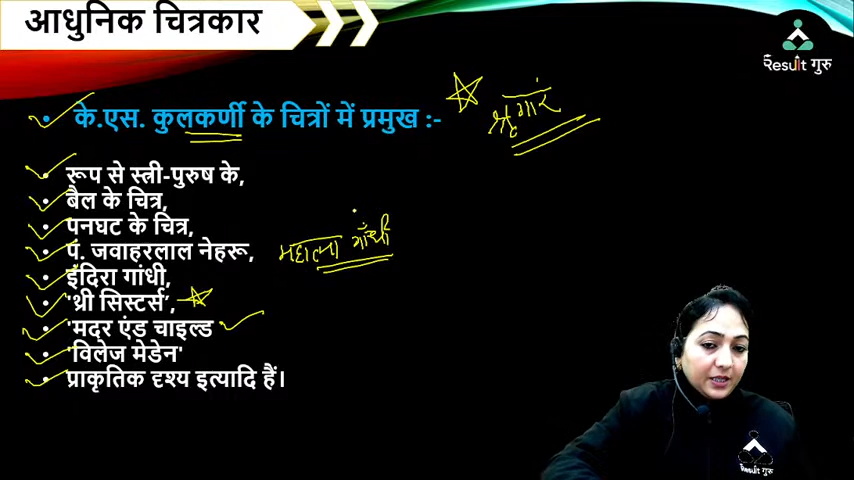 आधुनिक चित्रकार
Result गुरु
• के.एस. कुलकर्णी के चित्रों में प्रमुख :-
श्रृंगार
• रूप से स्त्री-पुरुष के,
• बैल के चित्र,
• पनघट के चित्र,
• पं. जवाहरलाल नेहरू,
महात्मा गाँधी
• इंदिरा गांधी,
• 'थ्री सिस्टर्स',
• 'मदर एंड चाइल्ड
• 'विलेज मेडेन'
• प्राकृतिक दृश्य इत्यादि हैं।
Result गुरु